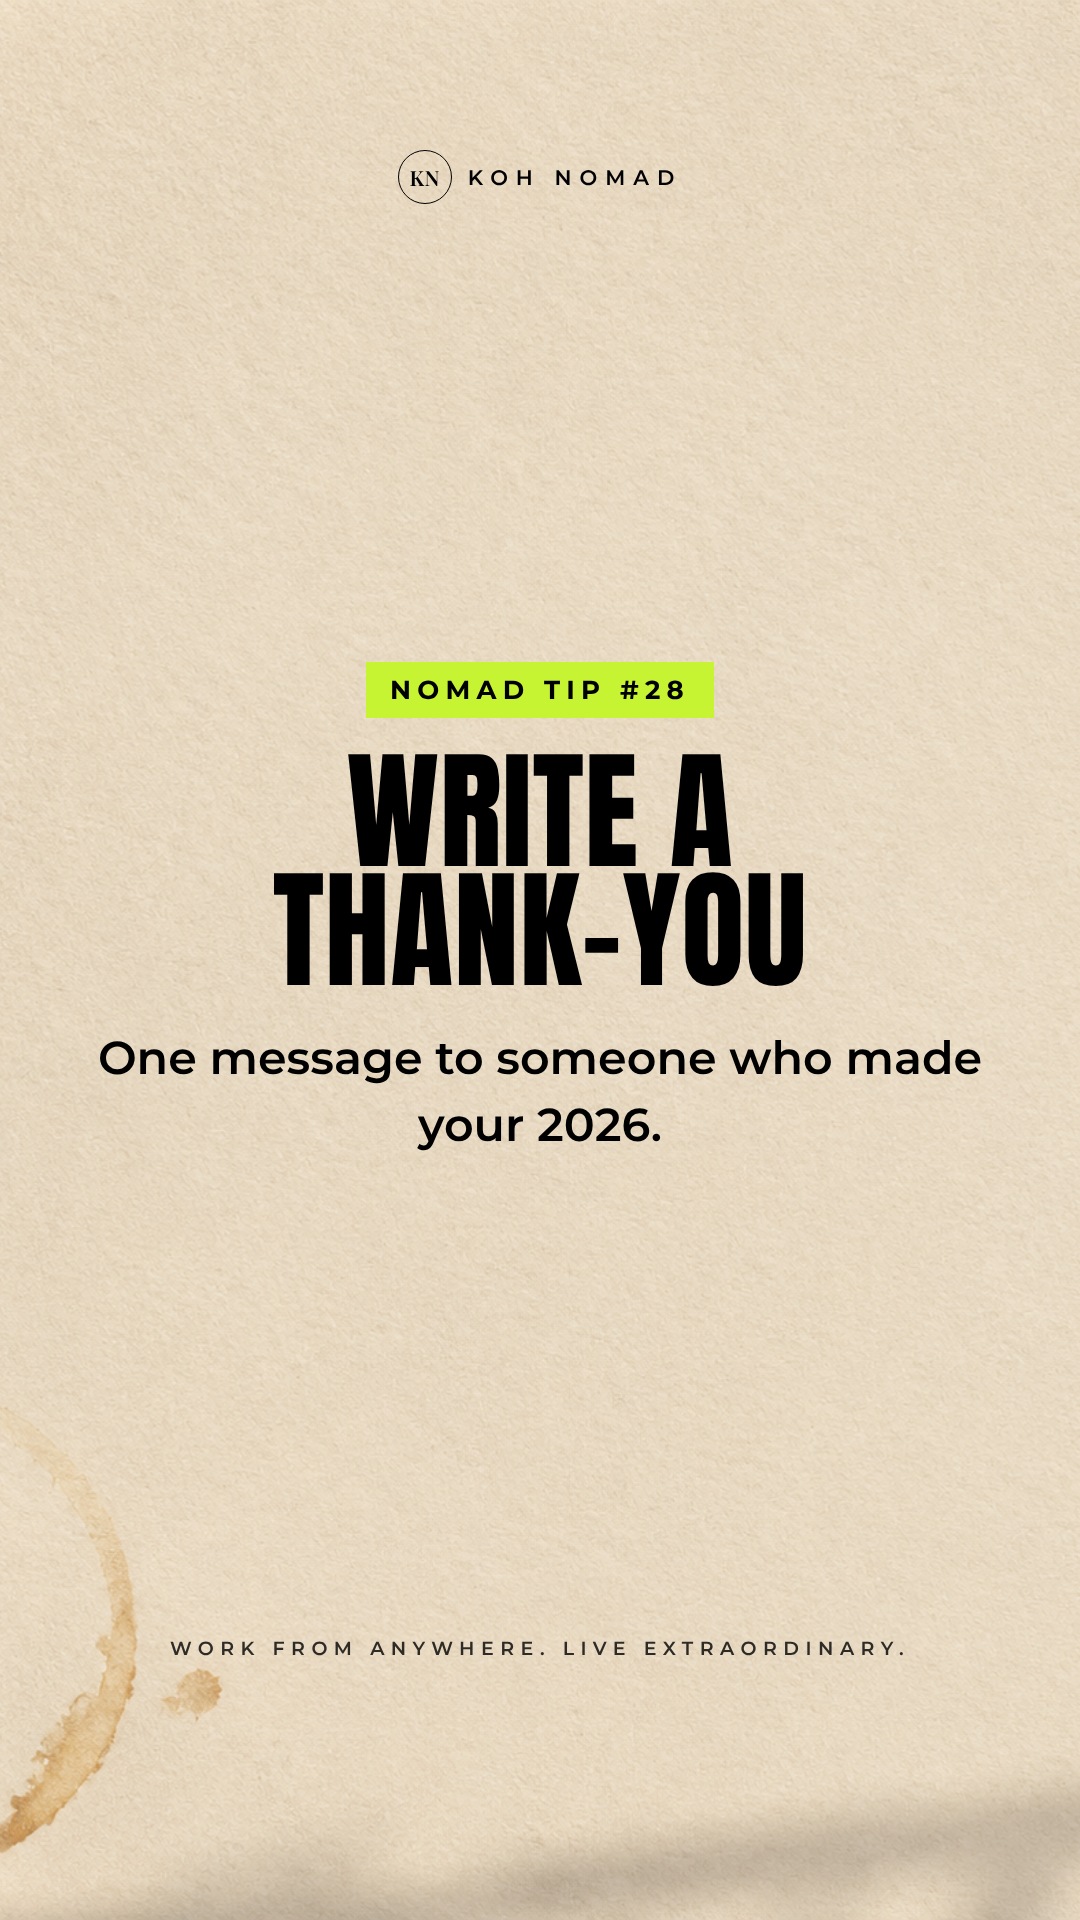 KN KOH NOMAD
NOMAD TIP #28
WRITE A
THANK-YOU
One message to someone who made
your 2026.
WORK FROM ANYWHERE. LIVE EXTRAORDINARY.